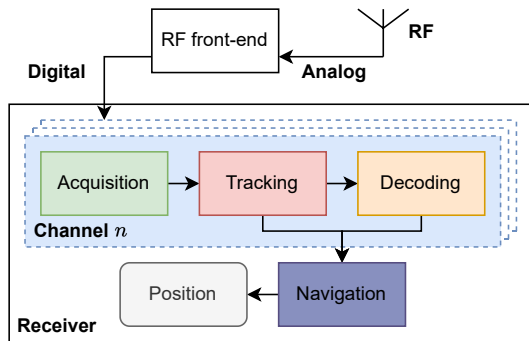 RF front-end
RF
Digital
Analog
Acquisition
Tracking
Decoding
Channel n
Position
Navigation
Receiver